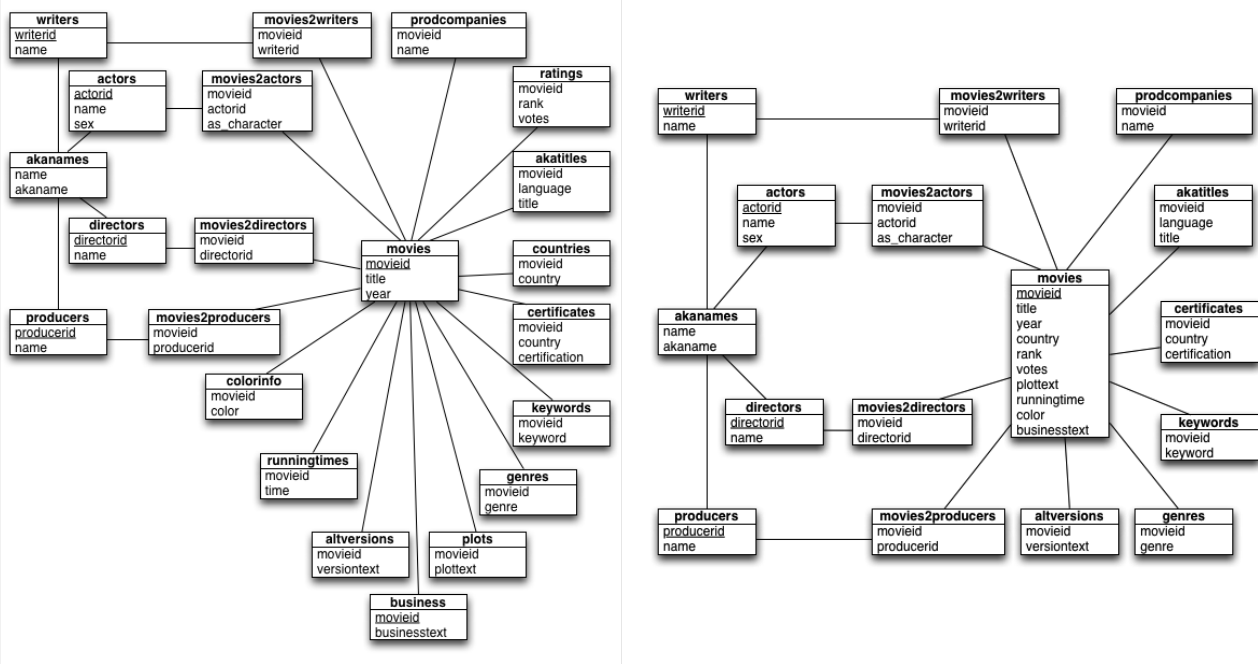 writers
writerid
name
movies2writers
movieid
writerid
prodcompanies
movieid
name
actors
actorid
name
sex
movies2actors
movieid
actorid
as_character
ratings
movieid
rank
votes
akanames
name
akaname
akatitles
movieid
language
title
directors
directorid
name
movies2directors
movieid
directorid
movies
movieid
title
year
countries
movieid
country
producers
producerid
name
movies2producers
movieid
producerid
certificates
movieid
country
certification
colorinfo
movieid
color
keywords
movieid
keyword
runningtimes
movieid
time
genres
movieid
genre
altversions
movieid
versiontext
plots
movieid
plottext
business
movieid
businesstext
writers
writerid
name
movies2writers
movieid
writerid
prodcompanies
movieid
name
actors
actorid
name
sex
movies2actors
movieid
actorid
as_character
akatitles
movieid
language
title
movies
movieid
title
year
country
rank
votes
plottext
runningtime
color
businesstext
akanames
name
akaname
certificates
movieid
country
certification
directors
directorid
name
movies2directors
movieid
directorid
keywords
movieid
keyword
producers
producerid
name
movies2producers
movieid
producerid
altversions
movieid
versiontext
genres
movieid
genre